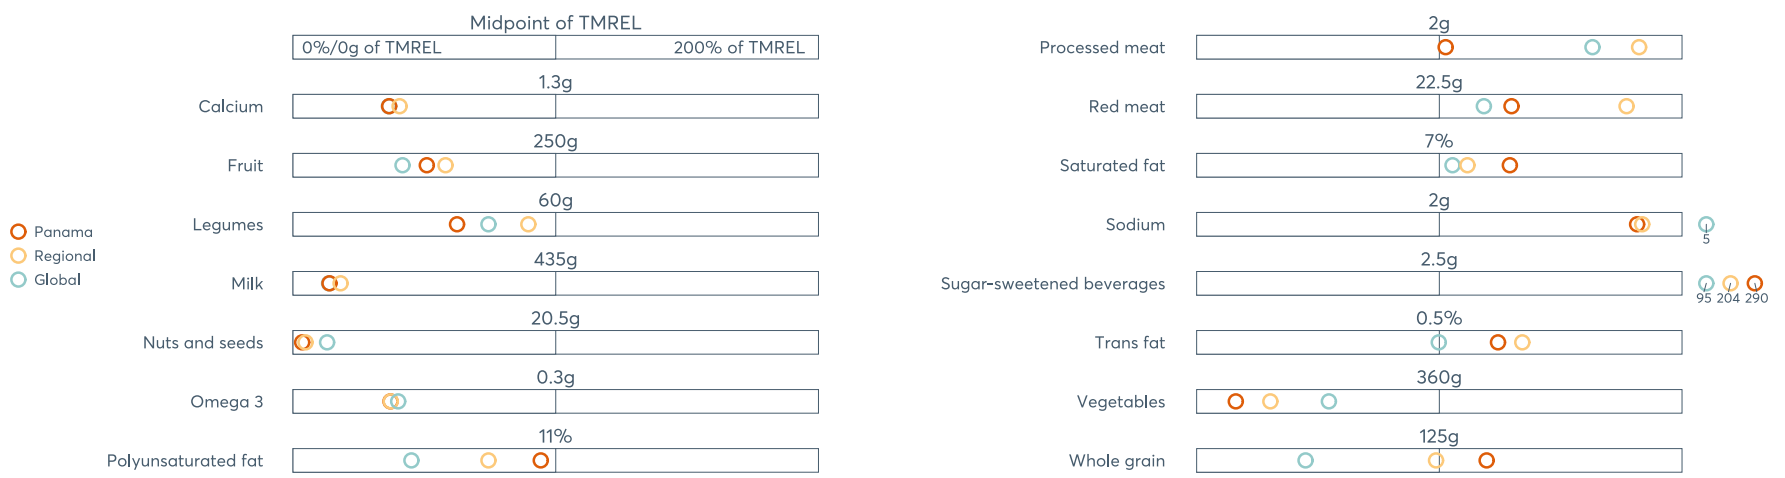 Midpoint of TMREL
0%/0g of TMREL 200% of TMREL
Calcium 1.3g
Fruit 250g
Legumes 60g
Milk 435g
Nuts and seeds 20.5g
Omega 3 0.3g
Polyunsaturated fat 11%
Panama
Regional
Global
Processed meat 2g
Red meat 22.5g
Saturated fat 7%
Sodium 2g
5
Sugar-sweetened beverages 2.5g
95 204 290
Trans fat 0.5%
Vegetables 360g
Whole grain 125g